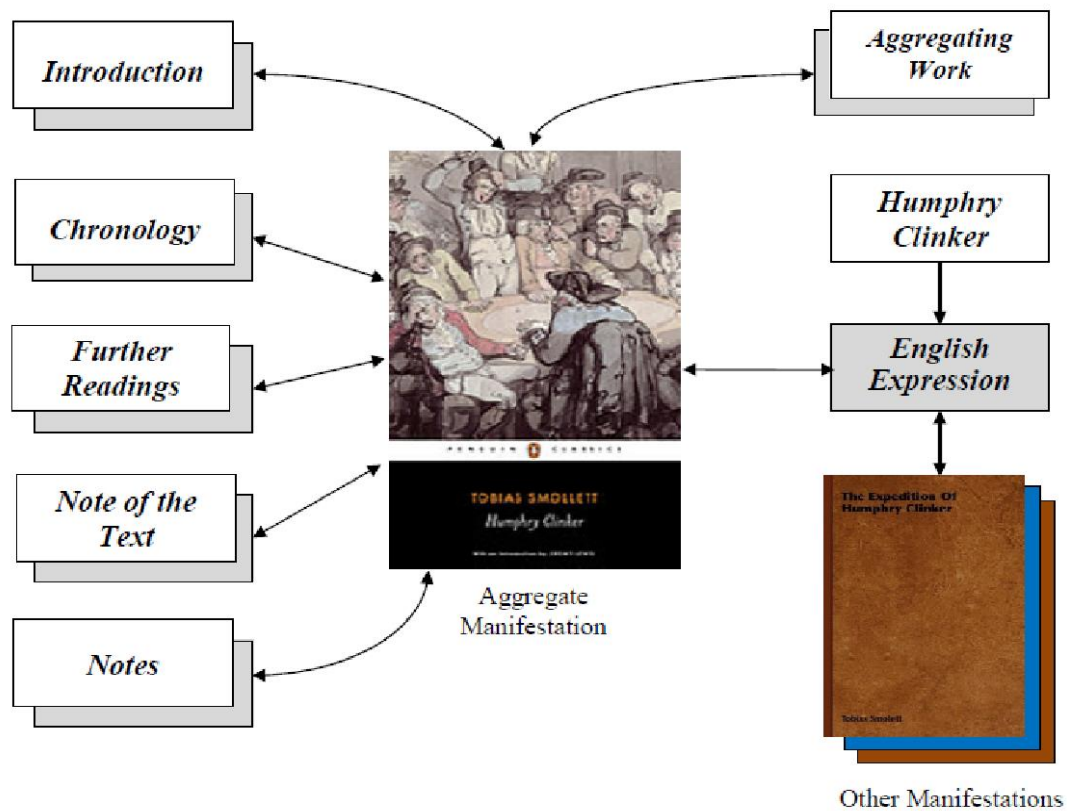 Introduction
Aggregating
Work
Chronology
Humphry
Clinker
Further
Readings
English
Expression
PENGUIN CLASSICS
TOBIAS SMOLLETT
Humphry Clinker
The Expedition Of
Humphry Clinker
Note of the
Text
Aggregate
Manifestation
Notes
Tobias Smollett
Other Manifestations